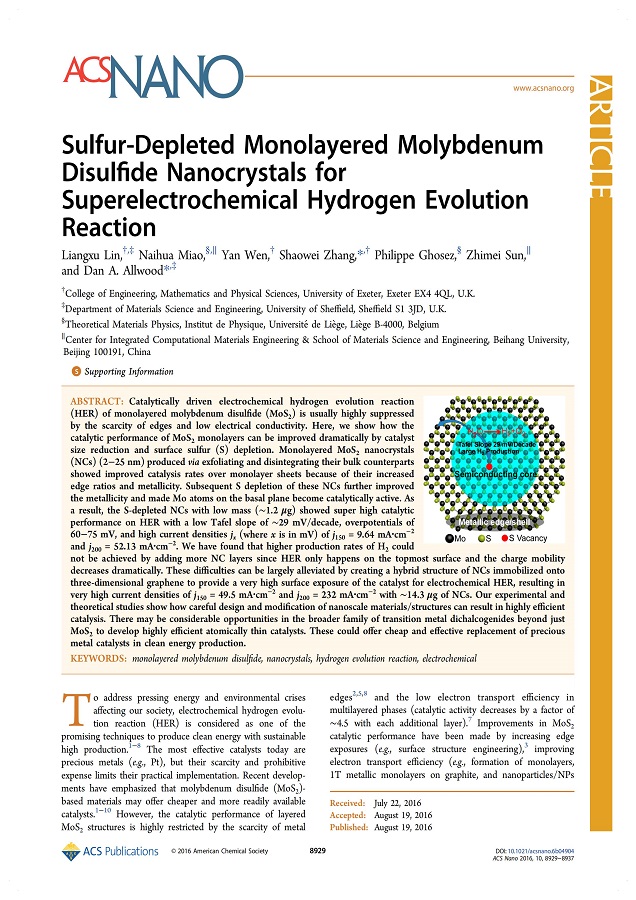 ACSNANO
www.acsnano.org
ARTICLE
Sulfur-Depleted Monolayered Molybdenum
Disulfide Nanocrystals for
Superelectrochemical Hydrogen Evolution
Reaction
Liangxu Lin,†,‡ Naihua Miao,§,∥ Yan Wen,† Shaowei Zhang,*,† Philippe Ghosez,§ Zhimei Sun,∥
and Dan A. Allwood*,‡
†College of Engineering, Mathematics and Physical Sciences, University of Exeter, Exeter EX4 4QL, U.K.
‡Department of Materials Science and Engineering, University of Sheffield, Sheffield S1 3JD, U.K.
§Theoretical Materials Physics, Institut de Physique, Université de Liège, Liège B-4000, Belgium
∥Center for Integrated Computational Materials Engineering & School of Materials Science and Engineering, Beihang University,
Beijing 100191, China
S Supporting Information
ABSTRACT: Catalytically driven electrochemical hydrogen evolution reaction
(HER) of monolayered molybdenum disulfide (MoS2) is usually highly suppressed
by the scarcity of edges and low electrical conductivity. Here, we show how the
catalytic performance of MoS2 monolayers can be improved dramatically by catalyst
size reduction and surface sulfur (S) depletion. Monolayered MoS2 nanocrystals
(NCs) (2−25 nm) produced via exfoliating and disintegrating their bulk counterparts
showed improved catalysis rates over monolayer sheets because of their increased
edge ratios and metallicity. Subsequent S depletion of these NCs further improved
the metallicity and made Mo atoms on the basal plane become catalytically active. As
a result, the S-depleted NCs with low mass (~1.2 μg) showed super high catalytic
performance on HER with a low Tafel slope of ~29 mV/decade, overpotentials of
60−75 mV, and high current densities jx (where x is in mV) of j150 = 9.64 mA·cm−2
and j200 = 52.13 mA·cm−2. We have found that higher production rates of H2 could
not be achieved by adding more NC layers since HER only happens on the topmost surface and the charge mobility
decreases dramatically. These difficulties can be largely alleviated by creating a hybrid structure of NCs immobilized onto
three-dimensional graphene to provide a very high surface exposure of the catalyst for electrochemical HER, resulting in
very high current densities of j150 = 49.5 mA·cm−2 and j200 = 232 mA·cm−2 with ~14.3 μg of NCs. Our experimental and
theoretical studies show how careful design and modification of nanoscale materials/structures can result in highly efficient
catalysis. There may be considerable opportunities in the broader family of transition metal dichalcogenides beyond just
MoS2 to develop highly efficient atomically thin catalysts. These could offer cheap and effective replacement of precious
metal catalysts in clean energy production.
Tafel Slope 29 mV/Decade
Large H2 Production
Semiconducting core
Metallic edge/shell
Mo S S Vacancy
KEYWORDS: monolayered molybdenum disulfide, nanocrystals, hydrogen evolution reaction, electrochemical
To address pressing energy and environmental crises
affecting our society, electrochemical hydrogen evolu-
tion reaction (HER) is considered as one of the
promising techniques to produce clean energy with sustainable
high production.1−8 The most effective catalysts today are
precious metals (e.g., Pt), but their scarcity and prohibitive
expense limits their practical implementation. Recent develop-
ments have emphasized that molybdenum disulfide (MoS2)-
based materials may offer cheaper and more readily available
catalysts.1−10 However, the catalytic performance of layered
MoS2 structures is highly restricted by the scarcity of metal
edges2,5,8 and the low electron transport efficiency in
multilayered phases (catalytic activity decreases by a factor of
~4.5 with each additional layer).7 Improvements in MoS2
catalytic performance have been made by increasing edge
exposures (e.g., surface structure engineering),3 improving
electron transport efficiency (e.g., formation of monolayers,
1T metallic monolayers on graphite, and nanoparticles/NPs
Received: July 22, 2016
Accepted: August 19, 2016
Published: August 19, 2016
ACS Publications © 2016 American Chemical Society
8929
DOI: 10.1021/acsnano.6b04904
ACS Nano 2016, 10, 8929−8937